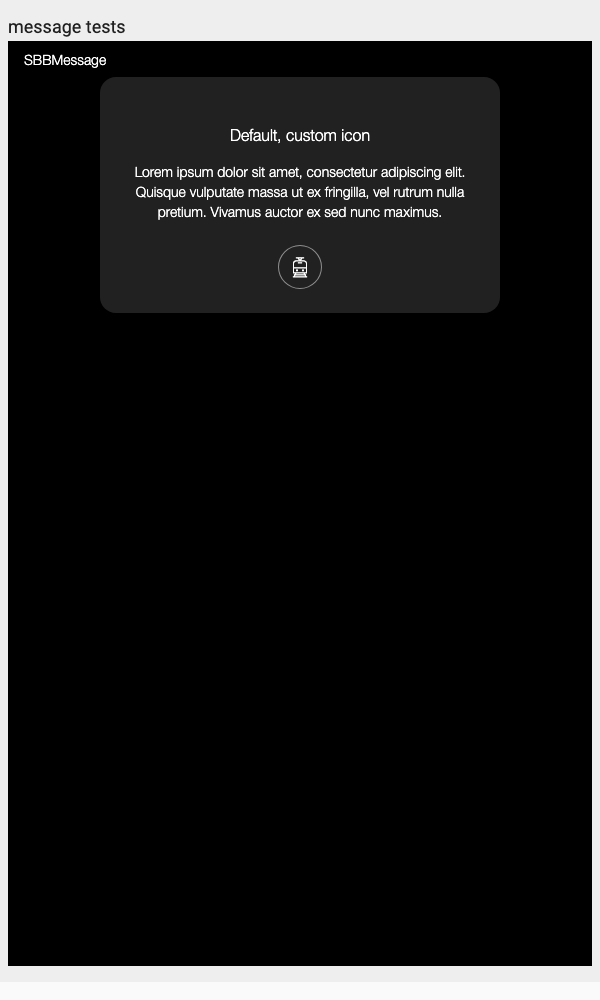 message tests
SBBMessage
Default, custom icon
Lorem ipsum dolor sit amet, consectetur adipiscing elit.
Quisque vulputate massa ut ex fringilla, vel rutrum nulla
pretium. Vivamus auctor ex sed nunc maximus.